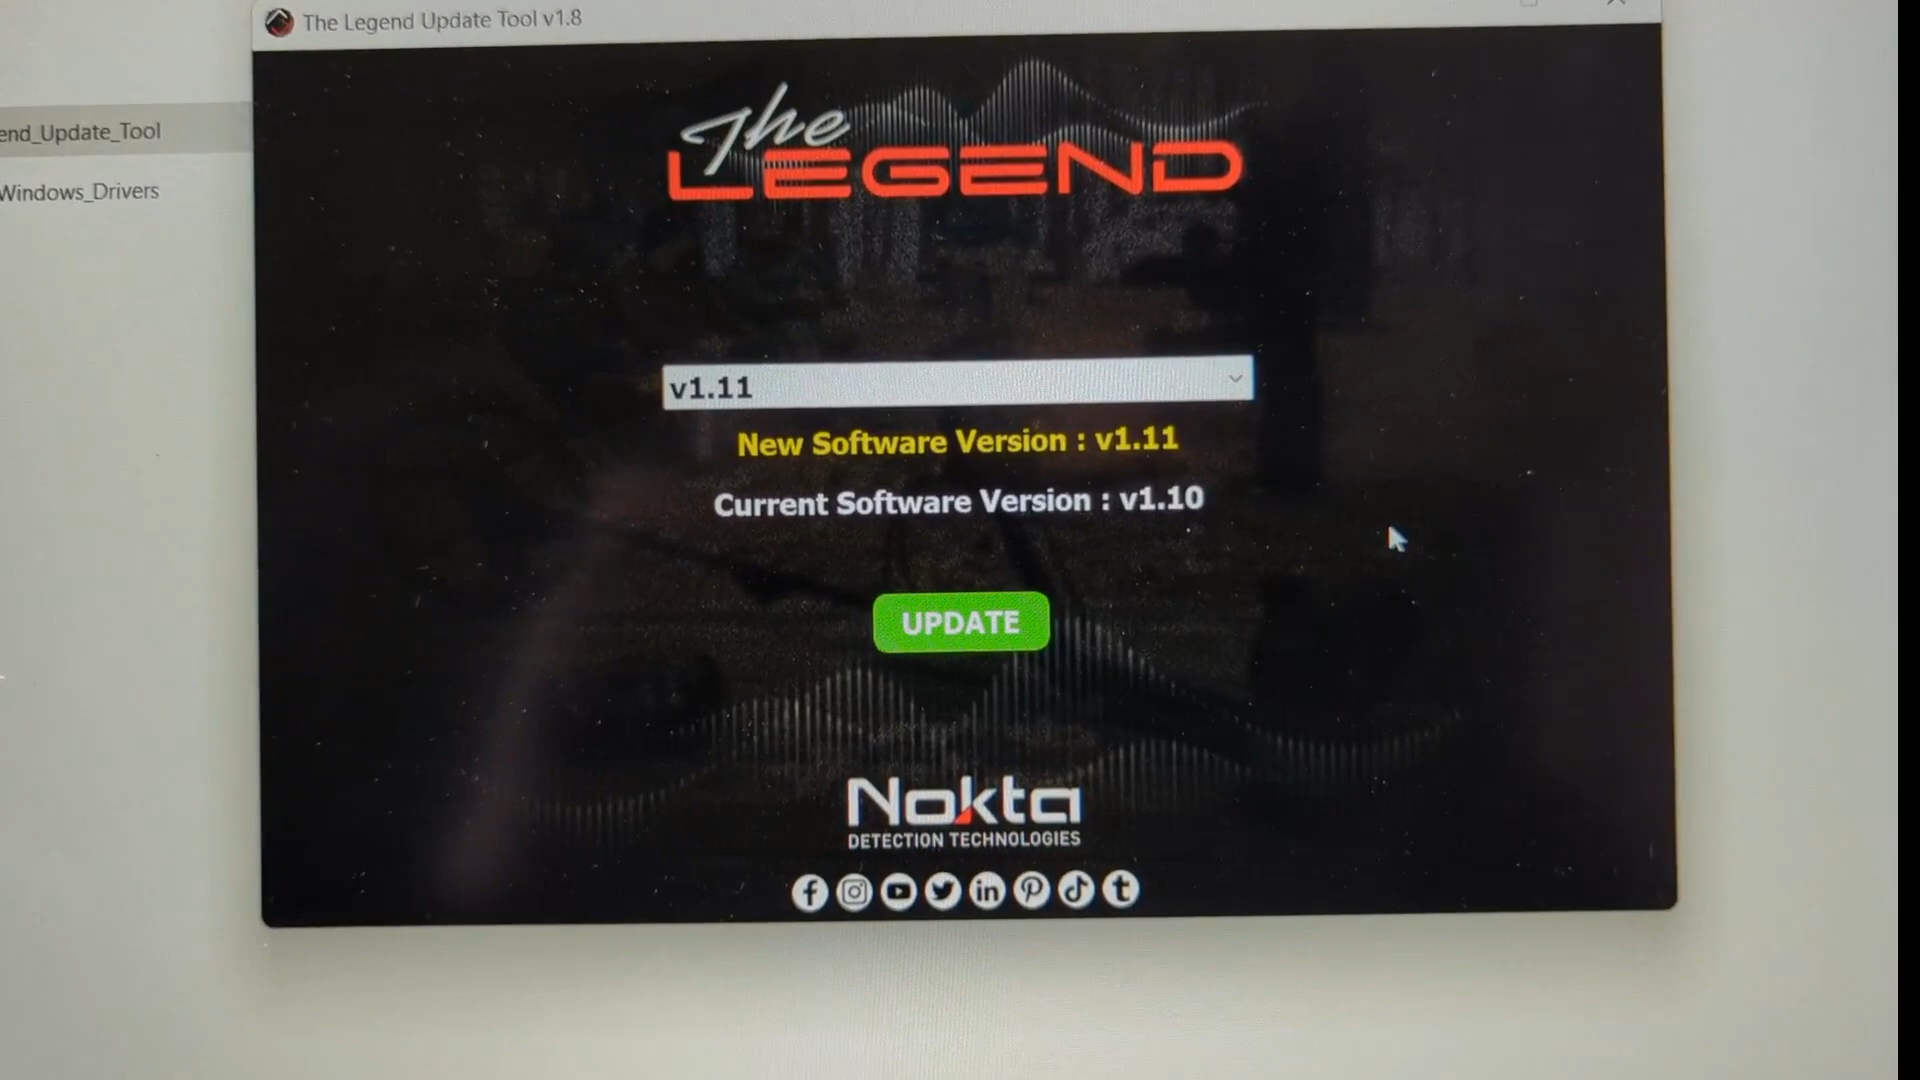 The Legend Update Tool v1.8
end_Update_Tool
Windows_Drivers
The
LEGEND
v1.11
New Software Version : v1.11
Current Software Version : v1.10
UPDATE
Nokta
DETECTION TECHNOLOGIES